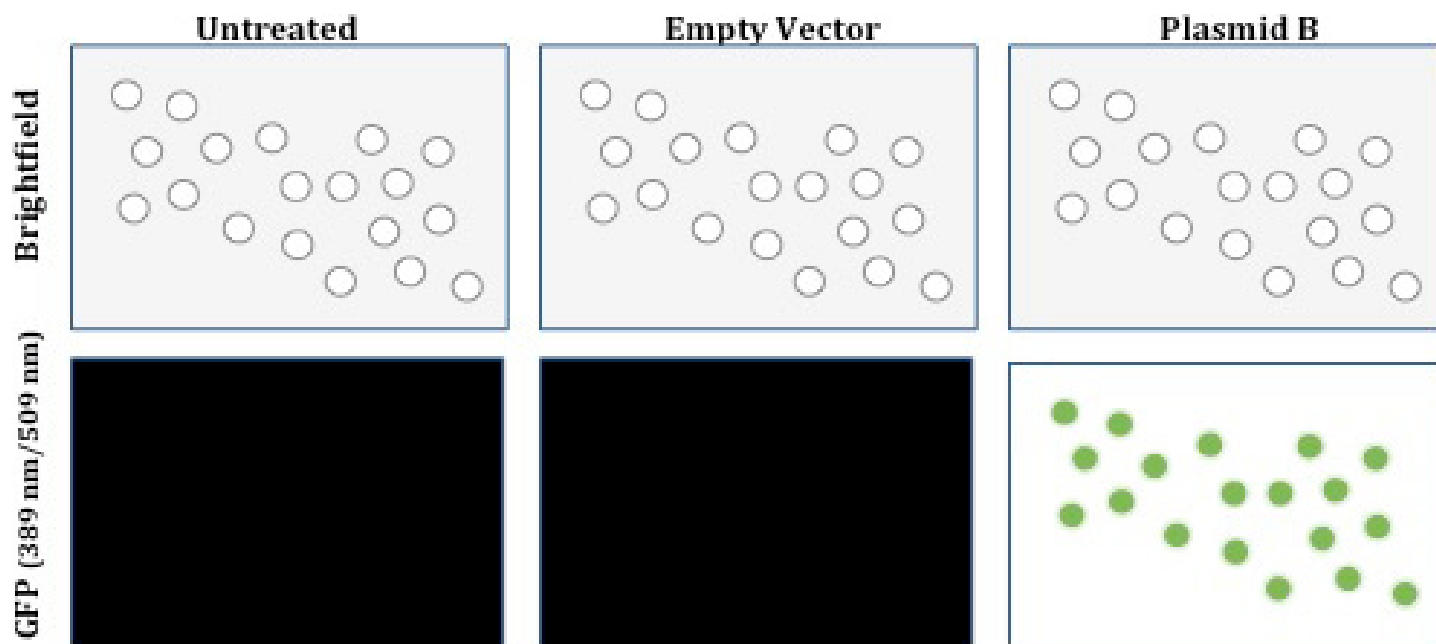 Untreated
Empty Vector
Plasmid B
Brightfield
GFP (389 nm/509 nm)